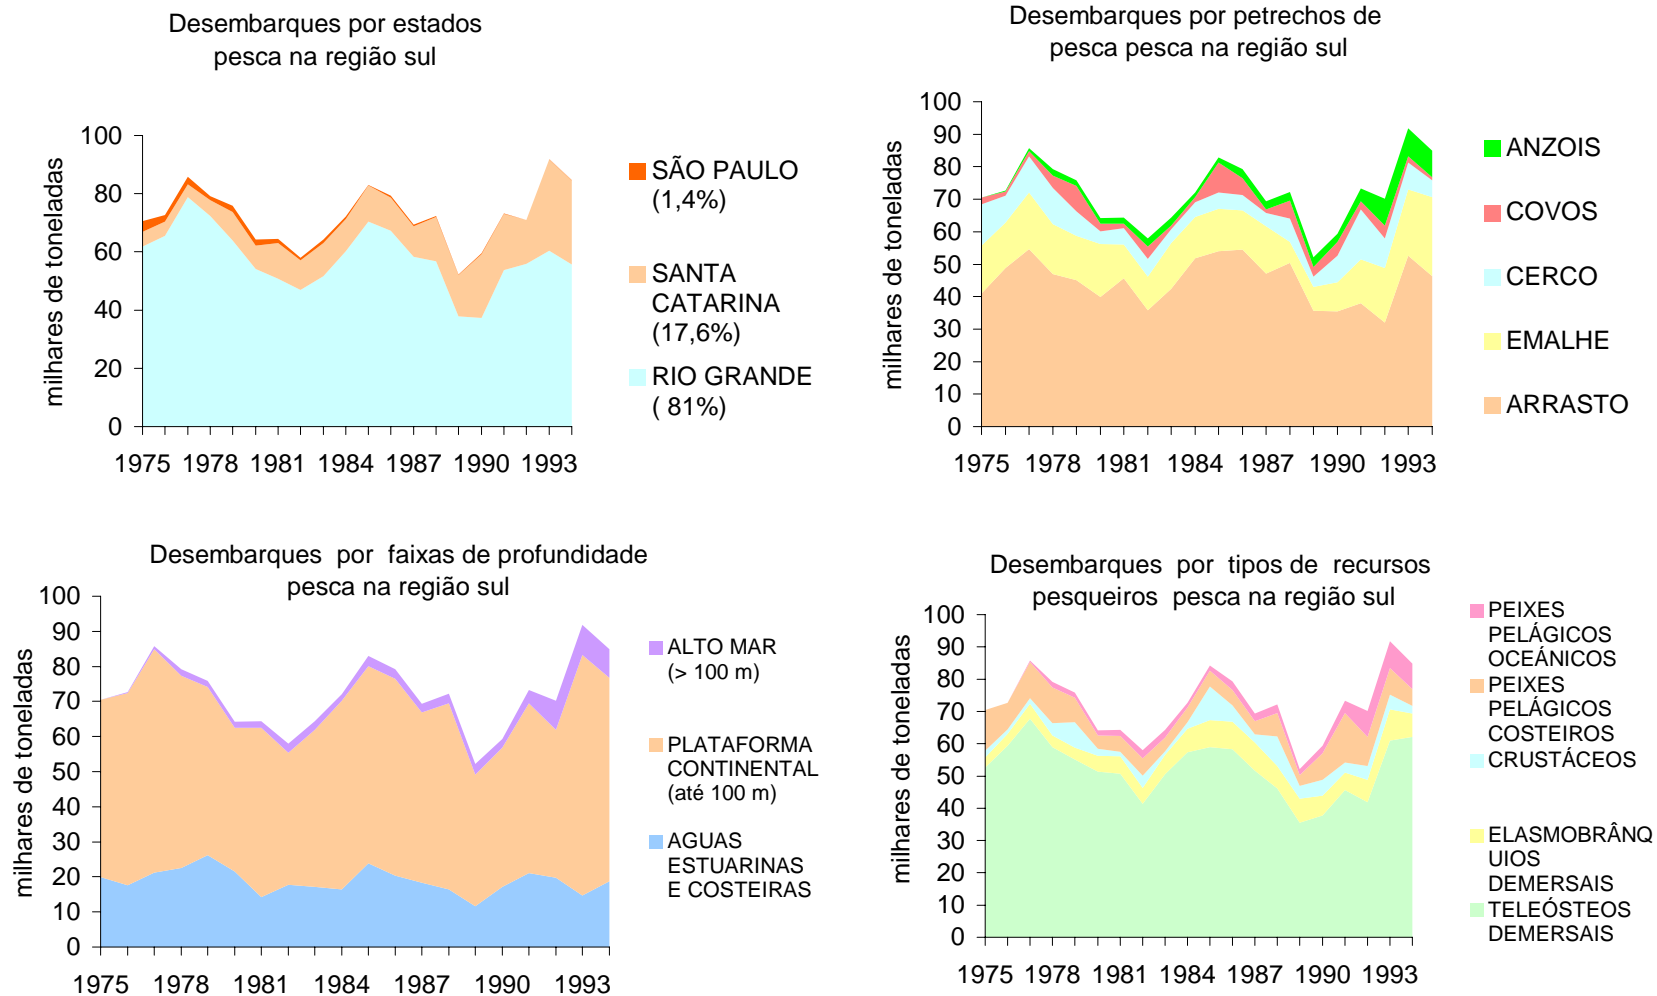 Desembarques por estados
pesca na região sul
milhares de toneladas
100
80
60
40
20
0
1975 1978 1981 1984 1987 1990 1993
SÃO PAULO
(1,4%)
SANTA
CATARINA
(17,6%)
RIO GRANDE
( 81%)
Desembarques por petrechos de
pesca pesca na região sul
milhares de toneladas
100
90
80
70
60
50
40
30
20
10
0
1975 1978 1981 1984 1987 1990 1993
ANZOIS
COVOS
CERCO
EMALHE
ARRASTO
Desembarques por faixas de profundidade
pesca na região sul
milhares de toneladas
100
90
80
70
60
50
40
30
20
10
0
1975 1978 1981 1984 1987 1990 1993
ALTO MAR
(> 100 m)
PLATAFORMA
CONTINENTAL
(até 100 m)
AGUAS
ESTUARINAS
E COSTEIRAS
Desembarques por tipos de recursos
pesqueiros pesca na região sul
milhares de toneladas
100
90
80
70
60
50
40
30
20
10
0
1975 1978 1981 1984 1987 1990 1993
PEIXES
PELÁGICOS
OCEÁNICOS
PEIXES
PELÁGICOS
COSTEIROS
CRUSTÁCEOS
ELASMOBRÂNQ
UIOS
DEMERSAIS
TELEÓSTEOS
DEMERSAIS